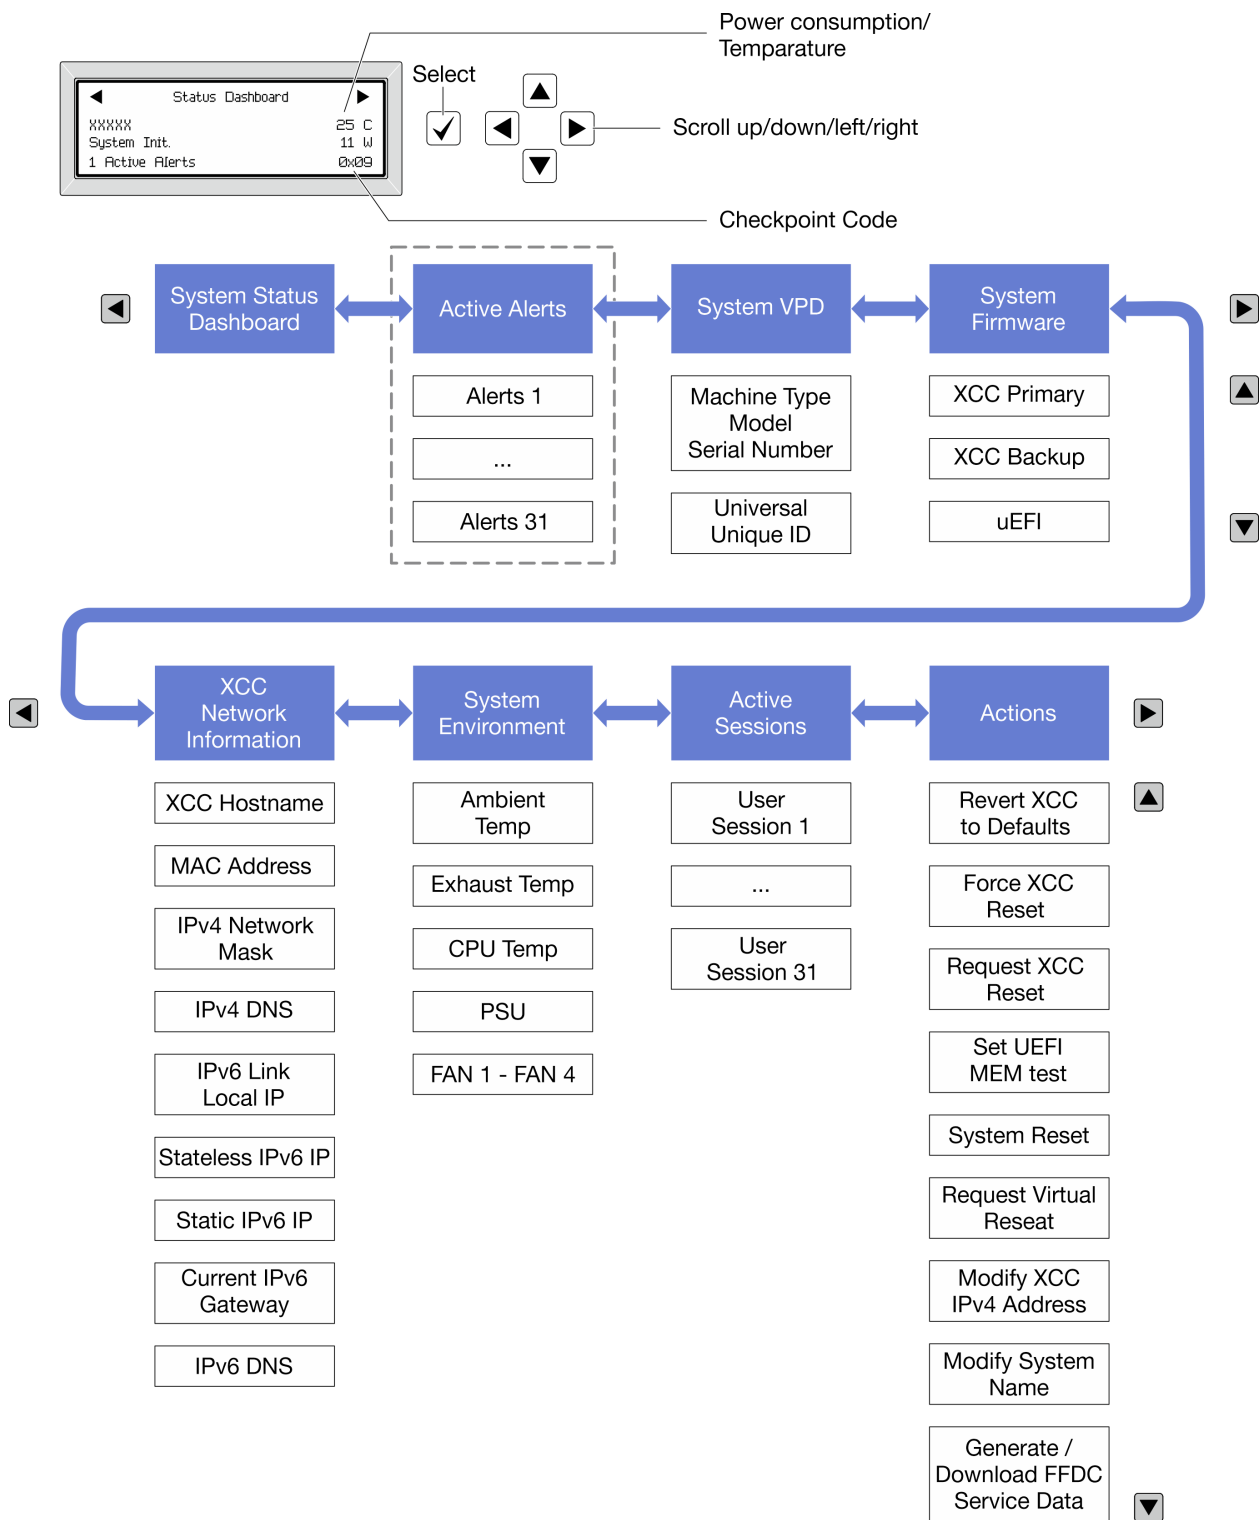 Power consumption/
Temparature
Select
Status Dashboard
XXXXX 25 C
System Init. 11 W
1 Active Alerts 0x09
Scroll up/down/left/right
Checkpoint Code
System Status
Dashboard
Active Alerts
System VPD
System
Firmware
Alerts 1
...
Alerts 31
Machine Type
Model
Serial Number
Universal
Unique ID
XCC Primary
XCC Backup
uEFI
XCC
Network
Information
System
Environment
Active
Sessions
Actions
XCC Hostname
MAC Address
IPv4 Network
Mask
IPv4 DNS
IPv6 Link
Local IP
Stateless IPv6 IP
Static IPv6 IP
Current IPv6
Gateway
IPv6 DNS
Ambient
Temp
Exhaust Temp
CPU Temp
PSU
FAN 1 - FAN 4
User
Session 1
...
User
Session 31
Revert XCC
to Defaults
Force XCC
Reset
Request XCC
Reset
Set UEFI
MEM test
System Reset
Request Virtual
Reseat
Modify XCC
IPv4 Address
Modify System
Name
Generate /
Download FFDC
Service Data